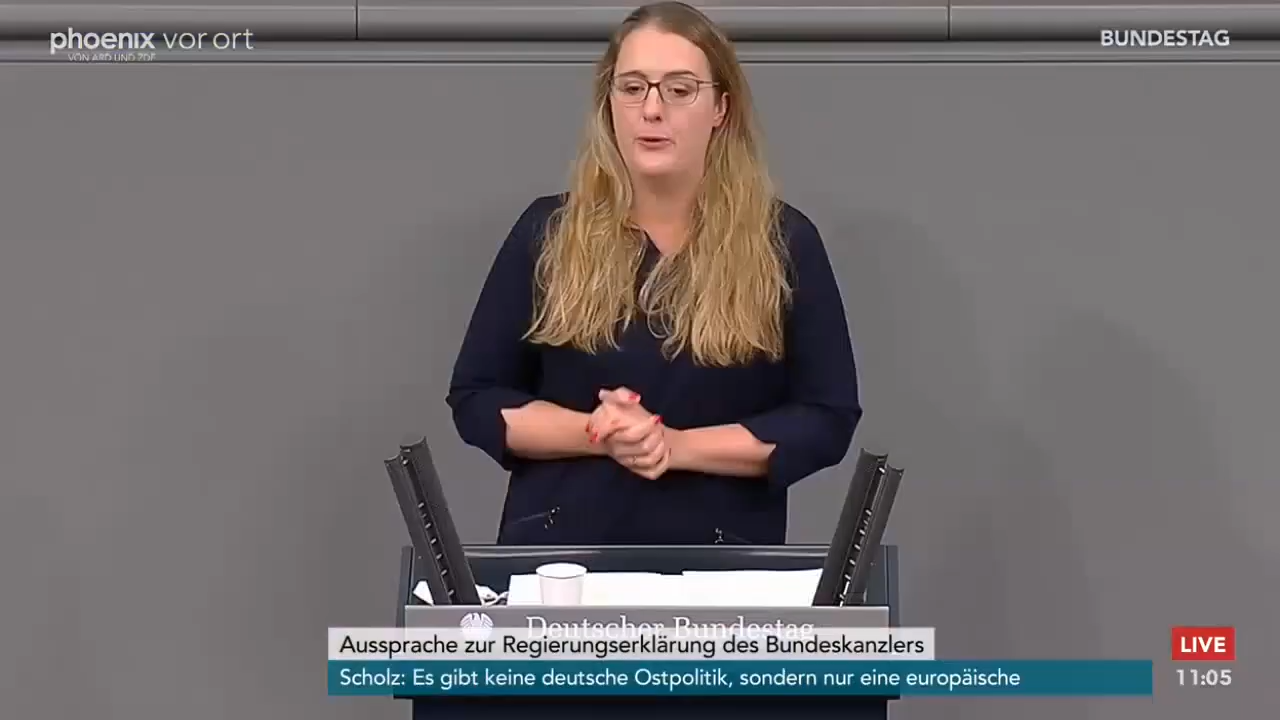 phoenix vor ort
VON ARD UND ZDF
BUNDESTAG
Deutscher Bundestag
Aussprache zur Regierungserklärung des Bundeskanzlers
Scholz: Es gibt keine deutsche Ostpolitik, sondern nur eine europäische
LIVE
11:05